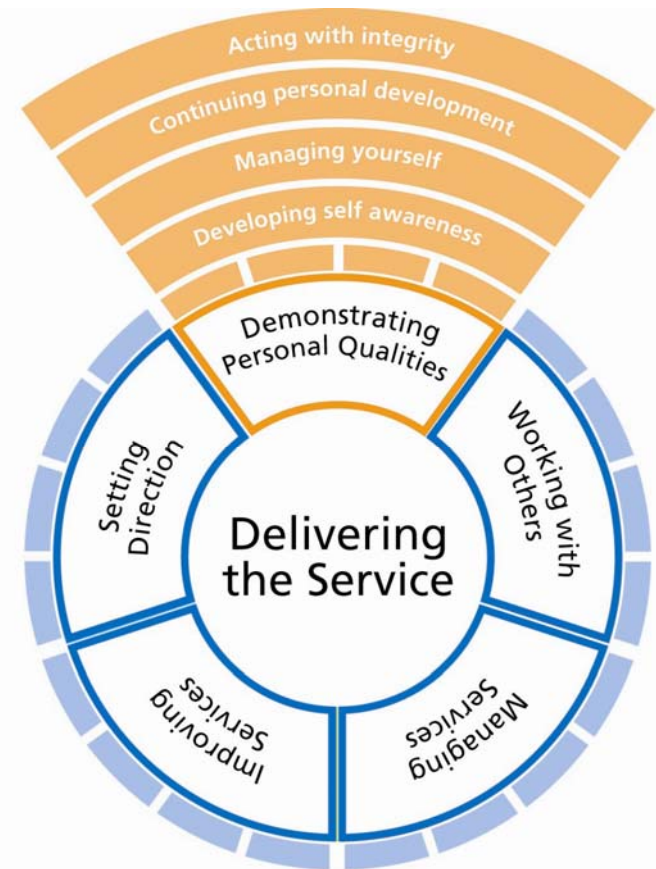 Acting with integrity
Continuing personal development
Managing yourself
Developing self awareness
Demonstrating
Personal Qualities
Setting
Direction
Working with
Others
Delivering
the Service
Improving
Services
Managing
Services